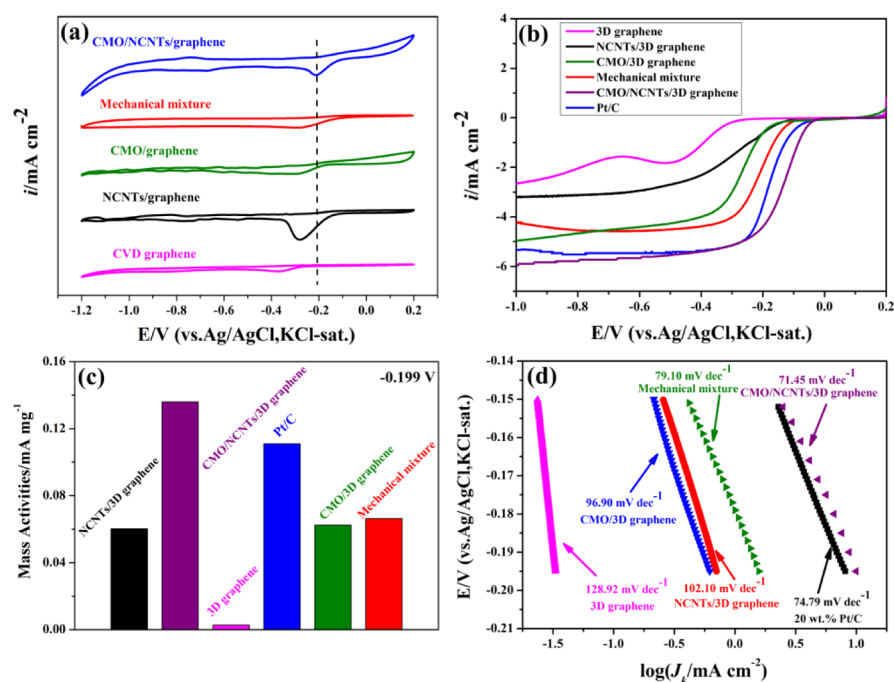 (a)
CMO/NCNTs/graphene
Mechanical mixture
CMO/graphene
NCNTs/graphene
CVD graphene
i/mA cm-2
-1.2 -1.0 -0.8 -0.6 -0.4 -0.2 0.0 0.2
E/V (vs.Ag/AgCl,KCl-sat.)
(b)
3D graphene
NCNTs/3D graphene
CMO/3D graphene
Mechanical mixture
CMO/NCNTs/3D graphene
Pt/C
i/mA cm-2
4
2
0
-2
-4
-6
-1.0 -0.8 -0.6 -0.4 -0.2 0.0 0.2
E/V (vs.Ag/AgCl,KCl-sat.)
(c)
-0.199 V
Mass Activities/mA mg-1
0.16
0.12
0.08
0.04
0.00
NCNTs/3D graphene
CMO/NCNTs/3D graphene
3D graphene
Pt/C
CMO/3D graphene
Mechanical mixture
(d)
E/V (vs.Ag/AgCl,KCl-sat.)
-0.14
-0.15
-0.16
-0.17
-0.18
-0.19
-0.20
-0.21
79.10 mV dec-1
Mechanical mixture
71.45 mV dec-1
CMO/NCNTs/3D graphene
96.90 mV dec-1
CMO/3D graphene
128.92 mV dec-1
3D graphene
102.10 mV dec-1
NCNTs/3D graphene
74.79 mV dec-1
20 wt.% Pt/C
-1.5 -1.0 -0.5 0.0 0.5 1.0
log(Jk/mA cm-2)